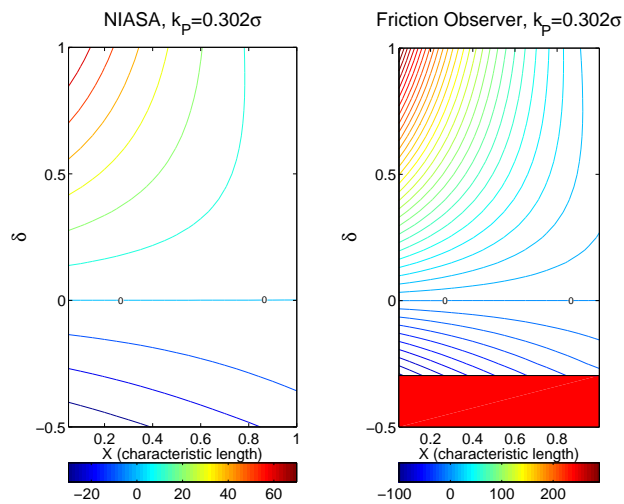 NIASA, k_P=0.302σ
1
0.5
δ
0
0 0
−0.5
0.2 0.4 0.6 0.8 1
X (characteristic length)
−20 0 20 40 60
Friction Observer, k_P=0.302σ
1
0.5
δ
0
0 0
−0.5
0.2 0.4 0.6 0.8
X (characteristic length)
−100 0 100 200